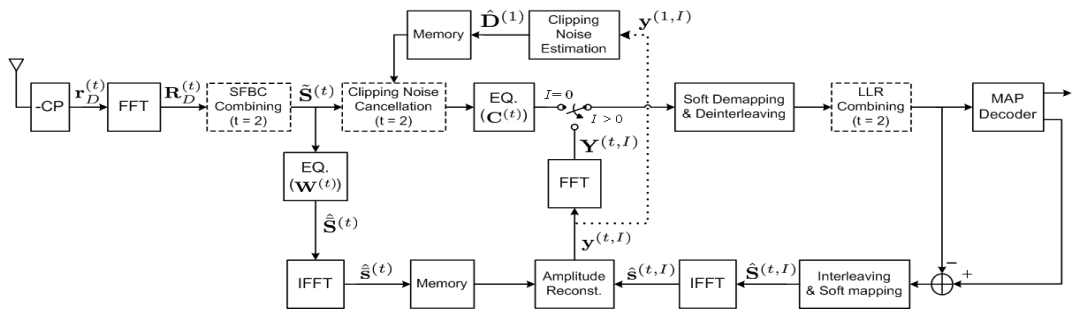 D̂^(1)
y^(1,I)
Memory
Clipping
Noise
Estimation
r_D^(t)
R_D^(t)
S̃^(t)
-CP
FFT
SFBC
Combining
(t = 2)
Clipping Noise
Cancellation
(t = 2)
EQ.
(C^(t))
I=0
I > 0
Soft Demapping
& Deinterleaving
LLR
Combining
(t = 2)
MAP
Decoder
Y^(t,I)
EQ.
(W^(t))
FFT
Ŝ̃^(t)
y^(t,I)
ŝ̃^(t)
ŝ^(t,I)
Ŝ^(t,I)
−
+
IFFT
Memory
Amplitude
Reconst.
IFFT
Interleaving
& Soft mapping